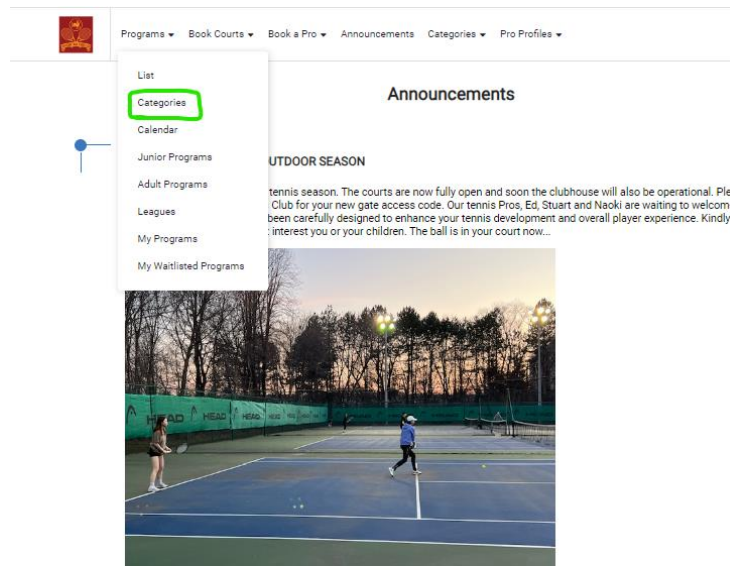 Programs Book Courts Book a Pro Announcements Categories Pro Profiles
List
Categories
Calendar
Junior Programs
Adult Programs
Leagues
My Programs
My Waitlisted Programs
Announcements
UTDOOR SEASON
tennis season. The courts are now fully open and soon the clubhouse will also be operational. Ple
Club for your new gate access code. Our tennis Pros, Ed, Stuart and Naoki are waiting to welcom
been carefully designed to enhance your tennis development and overall player experience. Kindly
interest you or your children. The ball is in your court now...
HEAD HEAD HEAD HEAD